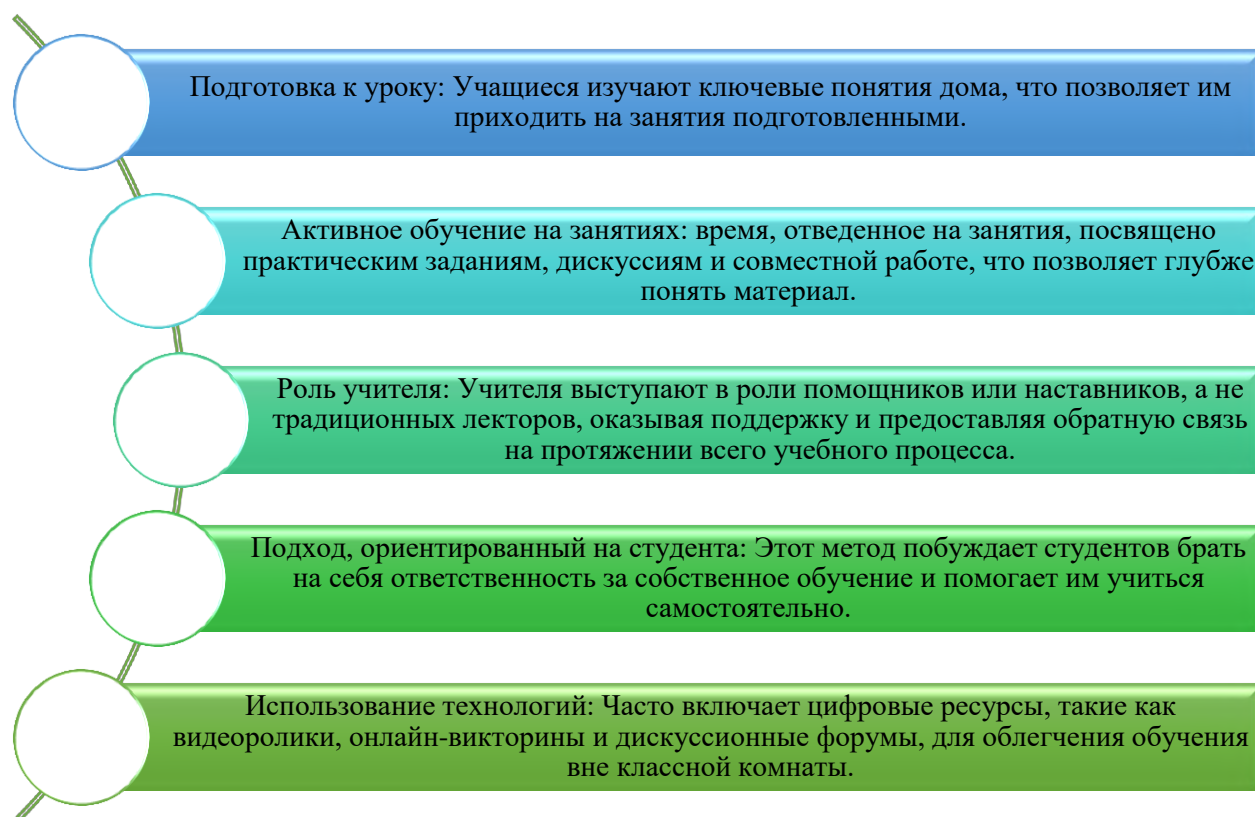 Подготовка к уроку: Учащиеся изучают ключевые понятия дома, что позволяет им
приходить на занятия подготовленными.
Активное обучение на занятиях: время, отведенное на занятия, посвящено
практическим заданиям, дискуссиям и совместной работе, что позволяет глубже
понять материал.
Роль учителя: Учителя выступают в роли помощников или наставников, а не
традиционных лекторов, оказывая поддержку и предоставляя обратную связь
на протяжении всего учебного процесса.
Подход, ориентированный на студента: Этот метод побуждает студентов брать
на себя ответственность за собственное обучение и помогает им учиться
самостоятельно.
Использование технологий: Часто включает цифровые ресурсы, такие как
видеоролики, онлайн-викторины и дискуссионные форумы, для облегчения обучения
вне классной комнаты.